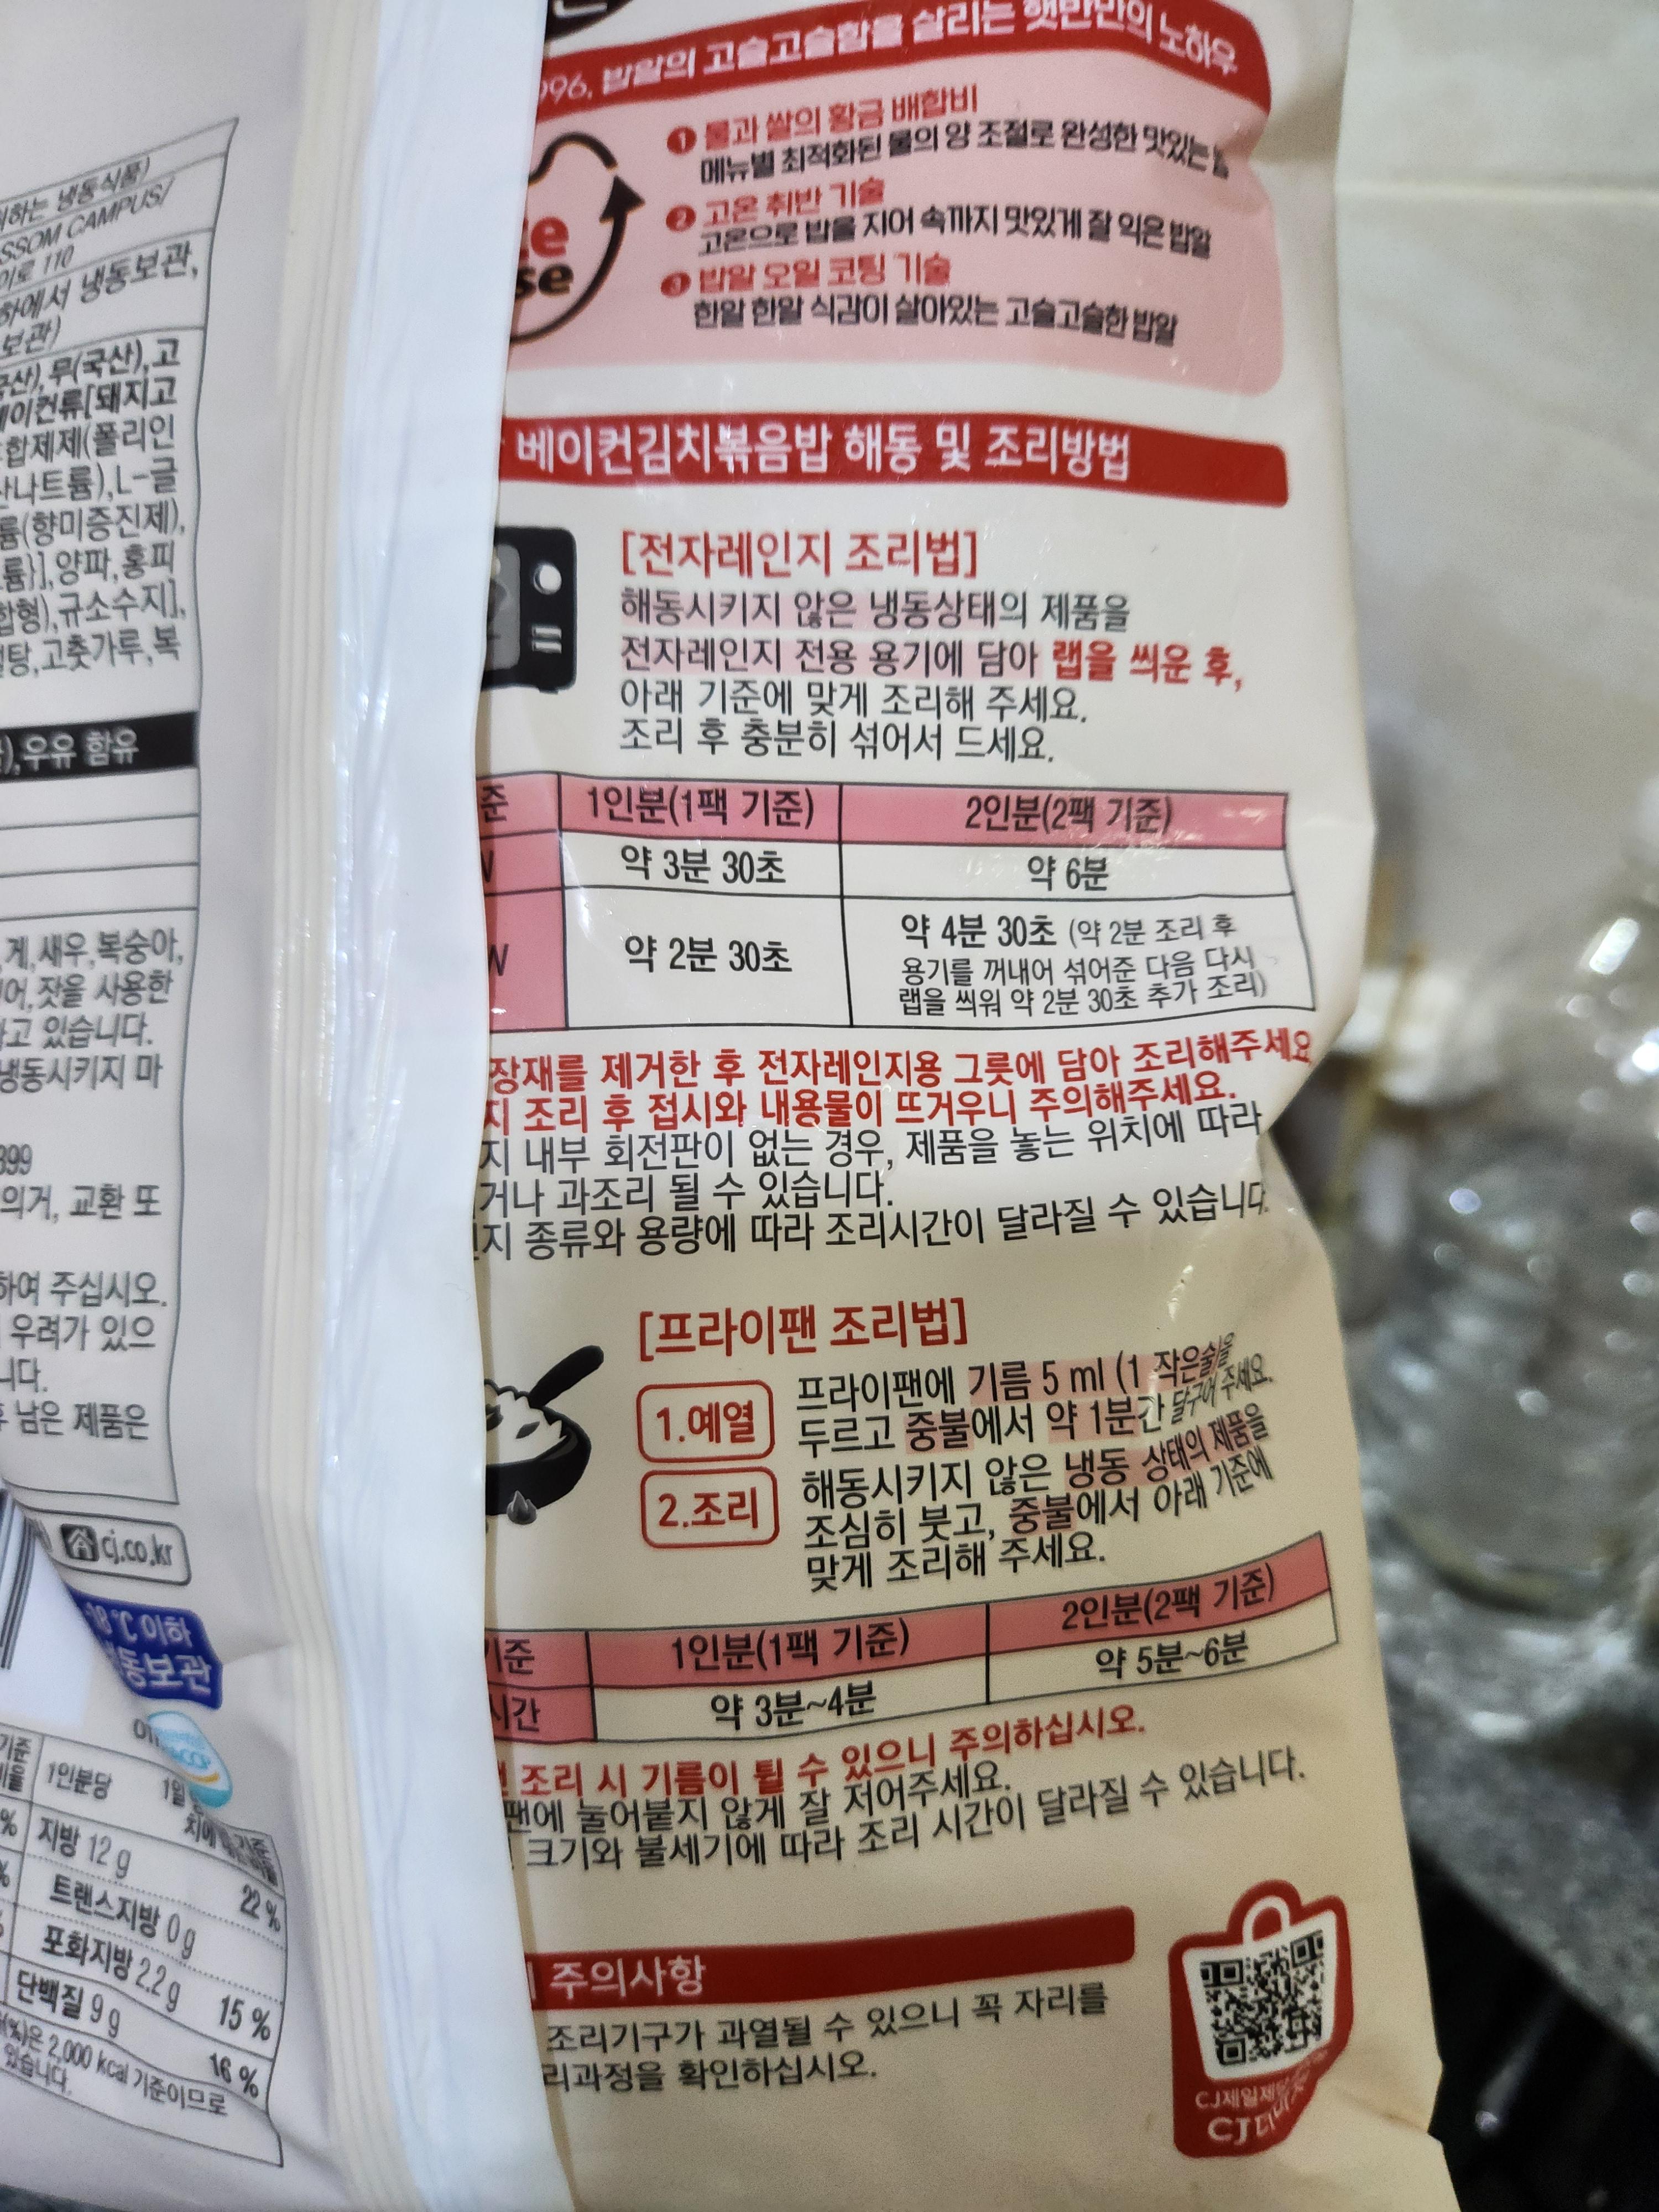 996, 밥알의 고슬고슬함을 살리는 햇반만의 노하우
① 물과 쌀의 황금 배합비
메뉴별 최적화된 물의 양 조절로 완성한 맛있는
② 고온 취반 기술
고온으로 밥을 지어 속까지 맛있게 잘 익은 밥알
③ 밥알 오일 코팅 기술
한알 한알 식감이 살아있는 고슬고슬한 밥알
베이컨김치볶음밥 해동 및 조리방법
[전자레인지 조리법]
해동시키지 않은 냉동상태의 제품을
전자레인지 전용 용기에 담아 랩을 씌운 후,
아래 기준에 맞게 조리해 주세요.
조리 후 충분히 섞어서 드세요.
준 1인분(1팩 기준) 2인분(2팩 기준)
W 약 3분 30초 약 6분
W 약 2분 30초 약 4분 30초 (약 2분 조리 후
용기를 꺼내어 섞어준 다음 다시
랩을 씌워 약 2분 30초 추가 조리)
장재를 제거한 후 전자레인지용 그릇에 담아 조리해주세요
지 조리 후 접시와 내용물이 뜨거우니 주의해주세요.
지 내부 회전판이 없는 경우, 제품을 놓는 위치에 따라
거나 과조리 될 수 있습니다.
지 종류와 용량에 따라 조리시간이 달라질 수 있습니다.
[프라이팬 조리법]
1.예열
프라이팬에 기름 5 ml (1 작은술)을
두르고 중불에서 약 1분간 달구어 주세요.
2.조리
해동시키지 않은 냉동 상태의 제품을
조심히 붓고, 중불에서 아래 기준에
맞게 조리해 주세요.
기준 1인분(1팩 기준) 2인분(2팩 기준)
시간 약 3분~4분 약 5분~6분
조리 시 기름이 튈 수 있으니 주의하십시오.
팬에 눌어붙지 않게 잘 저어주세요.
크기와 불세기에 따라 조리 시간이 달라질 수 있습니다.
주의사항
조리기구가 과열될 수 있으니 꼭 자리를
리과정을 확인하십시오.
CJ제일제당
CJ더
하는 냉동식품)
SSOM CAMPUS/
로 110
하에서 냉동보관,
보관)
국산),무(국산),고
베이컨류[돼지고
합제제(폴리인
산나트륨),L-글
륨(향미증진제),
륨}],양파,홍피
합형),규소수지],
탕,고춧가루,복
),우유 함유
게,새우,복숭아,
어,잣을 사용한
고 있습니다.
냉동시키지 마
399
의거, 교환 또
하여 주십시오.
우려가 있으
니다.
후 남은 제품은
cj.co.kr
-18℃ 이하
냉동보관
기준
비율 1인분당
% 지방 12 g 22 %
% 트랜스지방 0 g
포화지방 2.2 g 15 %
단백질 9 g 16 %
(%)은 2,000 kcal 기준이므로
있습니다.